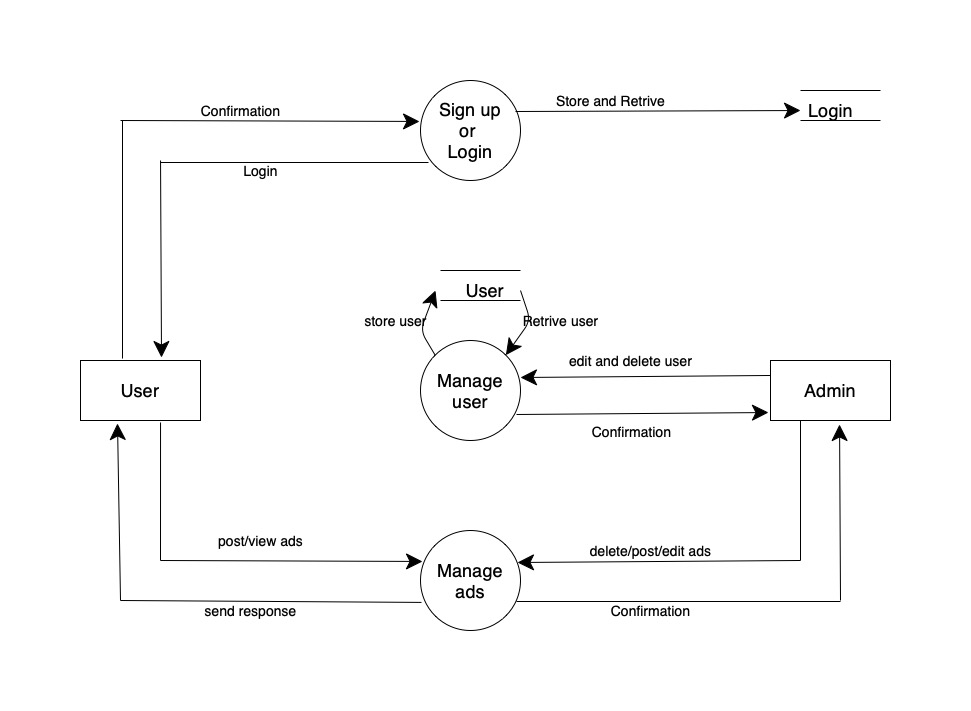 Confirmation
Sign up
or
Login
Store and Retrive
Login
Login
User
store user
Retrive user
edit and delete user
User
Manage
user
Admin
Confirmation
post/view ads
Manage
ads
delete/post/edit ads
send response
Confirmation